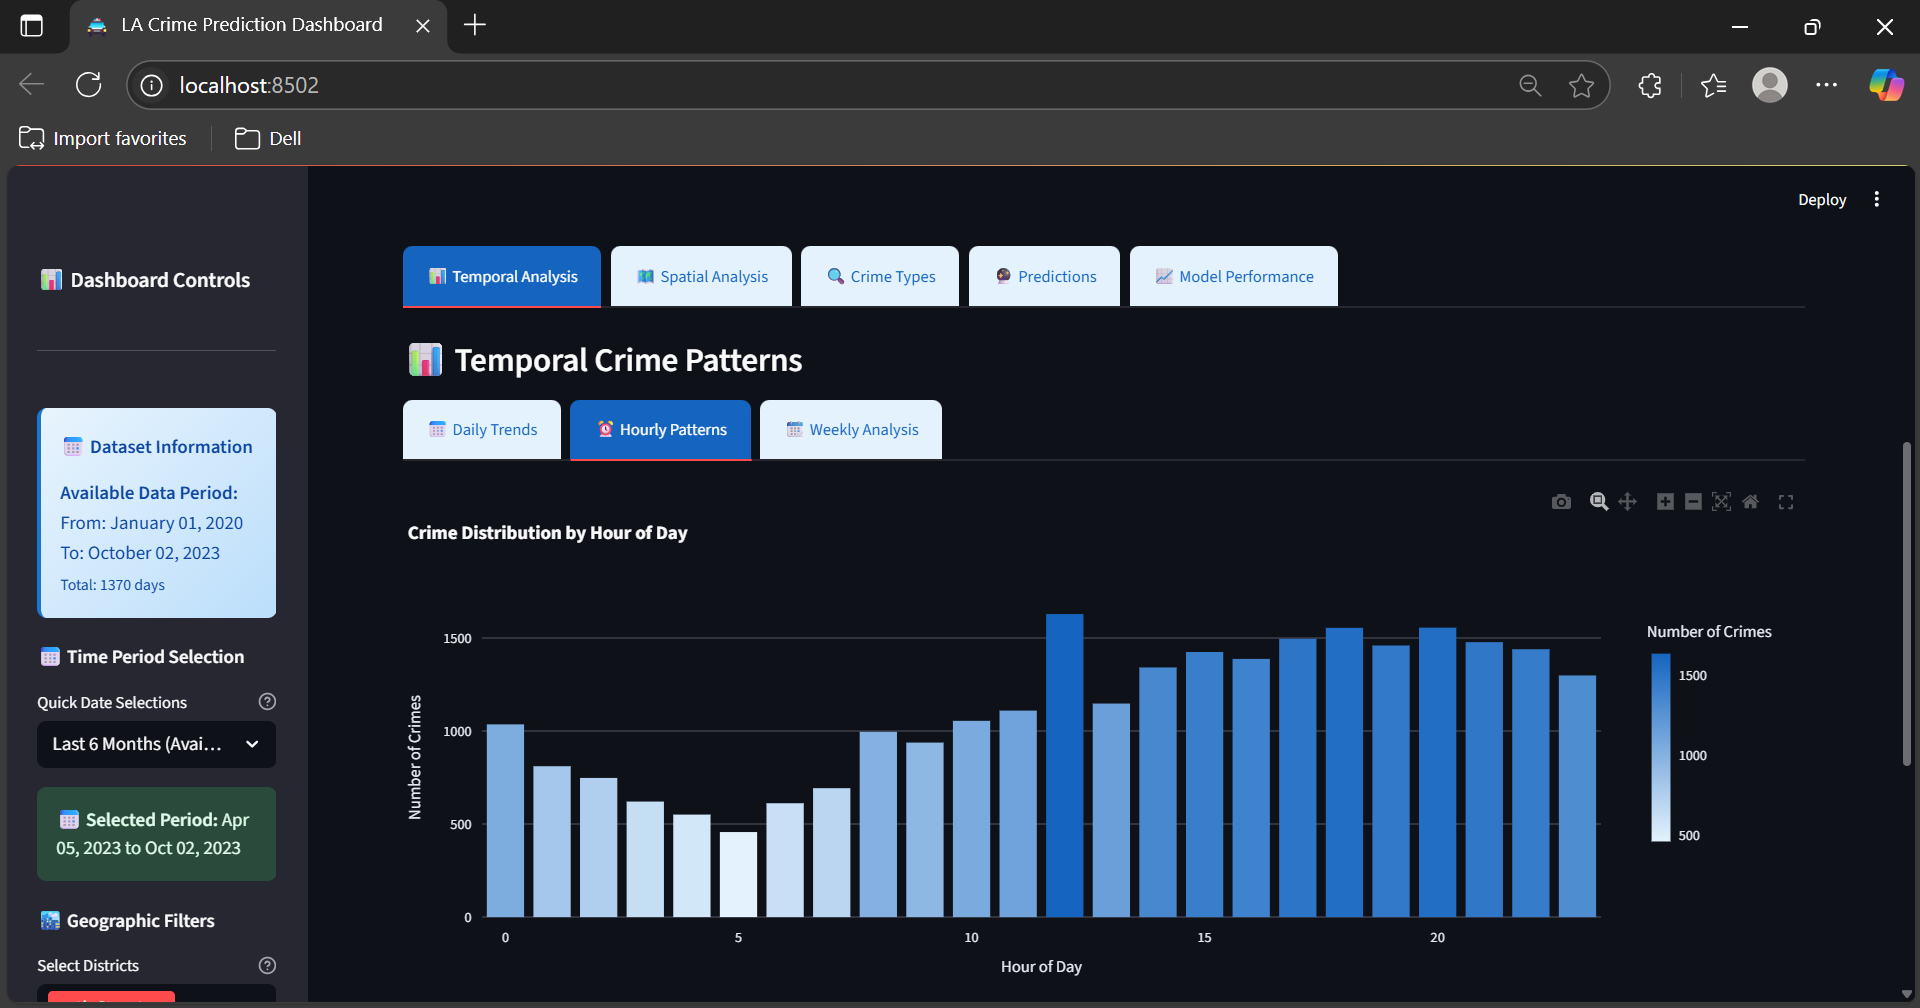 LA Crime Prediction Dashboard
localhost:8502
Import favorites
Dell
Deploy
Dashboard Controls
Dataset Information
Available Data Period:
From: January 01, 2020
To: October 02, 2023
Total: 1370 days
Time Period Selection
Quick Date Selections
Last 6 Months (Avai...
Selected Period: Apr
05, 2023 to Oct 02, 2023
Geographic Filters
Select Districts
Temporal Analysis
Spatial Analysis
Crime Types
Predictions
Model Performance
Temporal Crime Patterns
Daily Trends
Hourly Patterns
Weekly Analysis
Crime Distribution by Hour of Day
Number of Crimes
1500
1000
500
0
0
5
10
15
20
Hour of Day
Number of Crimes
1500
1000
500